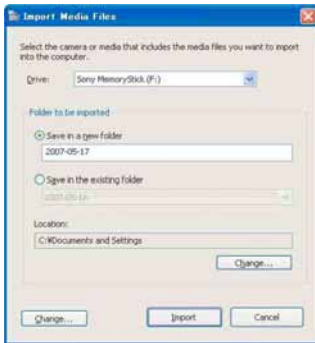 Import Media Files
Select the camera or media that includes the media files you want to import
into the computer.
Drive:
Sony MemoryStick (F:)
Folder to be imported
Save in a new folder
2007-05-17
Save in the existing folder
Location:
C:¥Documents and Settings
Change...
Change...
Import
Cancel